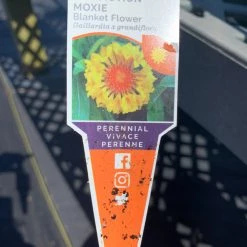 MOXIE
Blanket Flower
Gaillardia x grandiflora
PERENNIAL
VIVACE
PERENNE